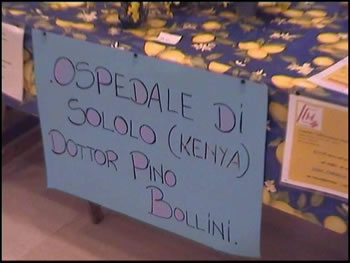 OSPEDALE Di
SOLOLO (KENYA)
DOTTOR PINO
BOLLINI.